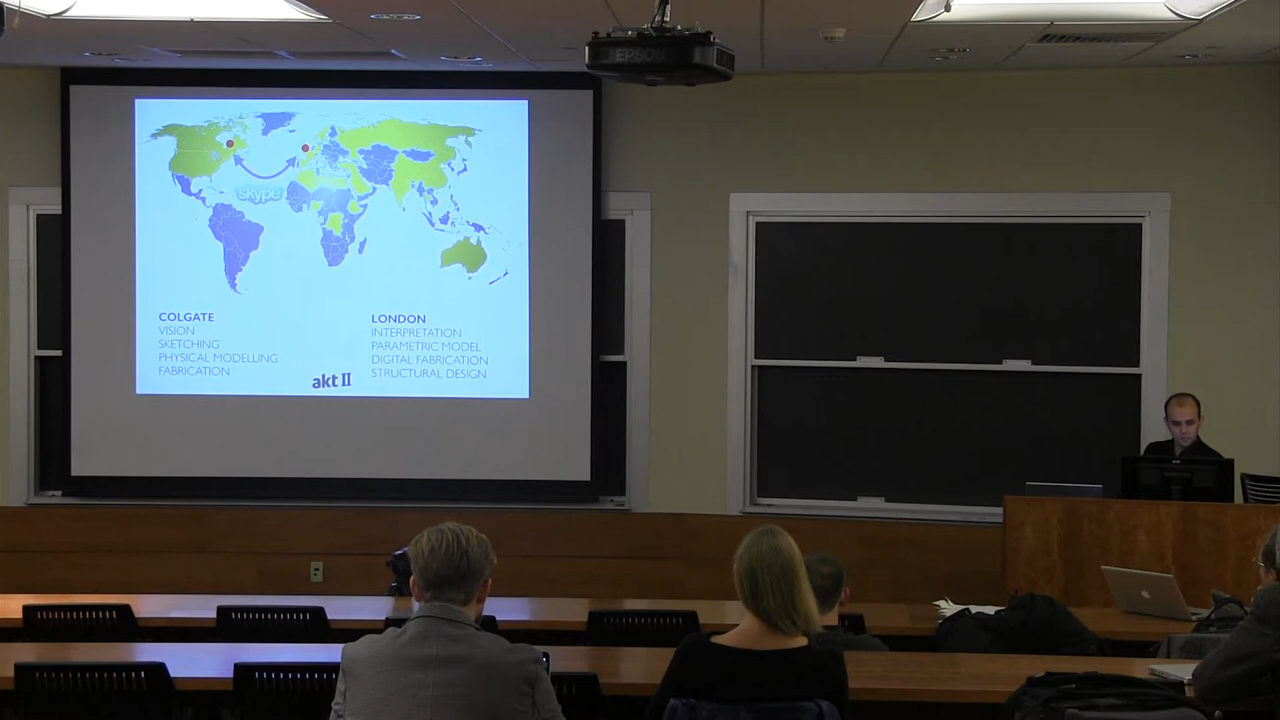 EPSON
skype
COLGATE
VISION
SKETCHING
PHYSICAL MODELLING
FABRICATION
LONDON
INTERPRETATION
PARAMETRIC MODEL
DIGITAL FABRICATION
STRUCTURAL DESIGN
akt II